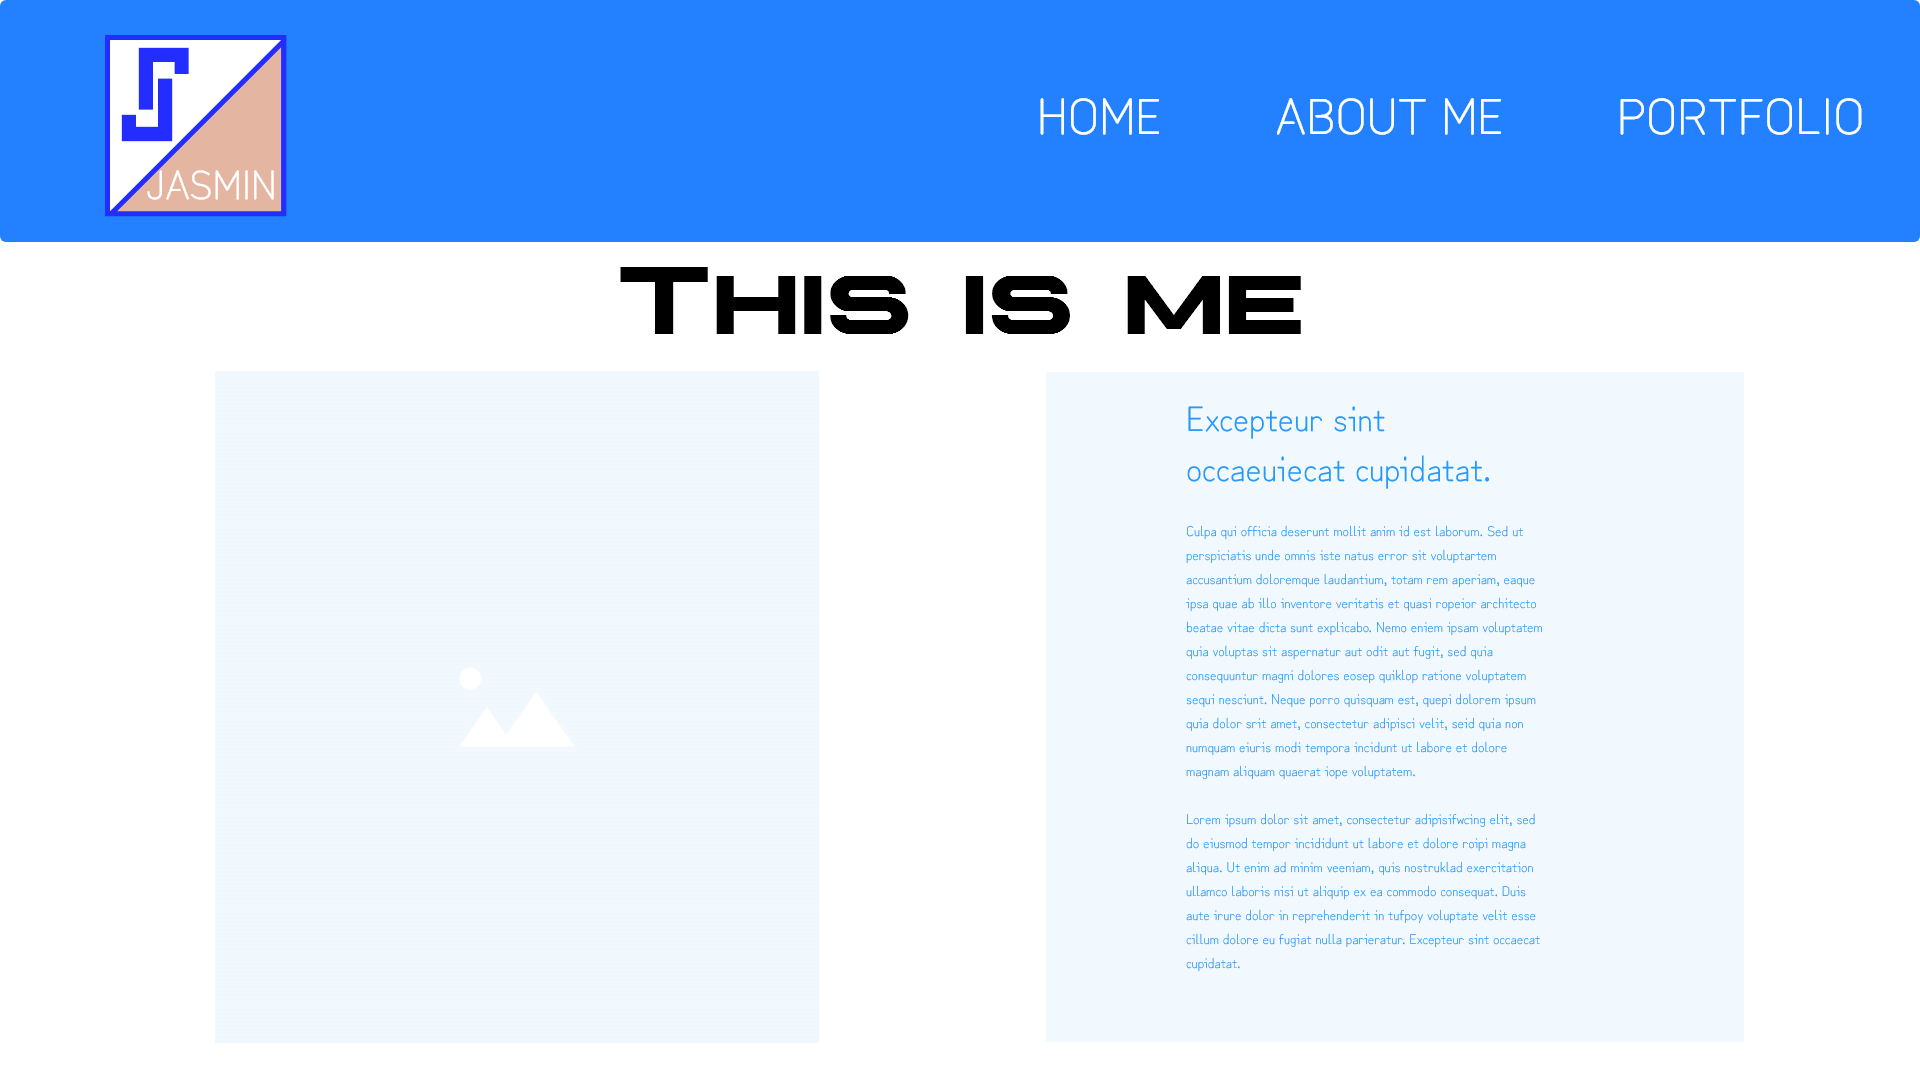 JASMIN
HOME ABOUT ME PORTFOLIO
This is me
Excepteur sint
occaeuiecat cupidatat.
Culpa qui officia deserunt mollit anim id est laborum. Sed ut
perspiciatis unde omnis iste natus error sit voluptartem
accusantium doloremque laudantium, totam rem aperiam, eaque
ipsa quae ab illo inventore veritatis et quasi ropeior architecto
beatae vitae dicta sunt explicabo. Nemo eniem ipsam voluptatem
quia voluptas sit aspernatur aut odit aut fugit, sed quia
consequuntur magni dolores eosep quiklop ratione voluptatem
sequi nesciunt. Neque porro quisquam est, quepi dolorem ipsum
quia dolor srit amet, consectetur adipisci velit, seid quia non
numquam eiuris modi tempora incidunt ut labore et dolore
magnam aliquam quaerat iope voluptatem.
Lorem ipsum dolor sit amet, consectetur adipisifwcing elit, sed
do eiusmod tempor incididunt ut labore et dolore roipi magna
aliqua. Ut enim ad minim veeniam, quis nostruklad exercitation
ullamco laboris nisi ut aliquip ex ea commodo consequat. Duis
aute irure dolor in reprehenderit in tufpoy voluptate velit esse
cillum dolore eu fugiat nulla parieratur. Excepteur sint occaecat
cupidatat.